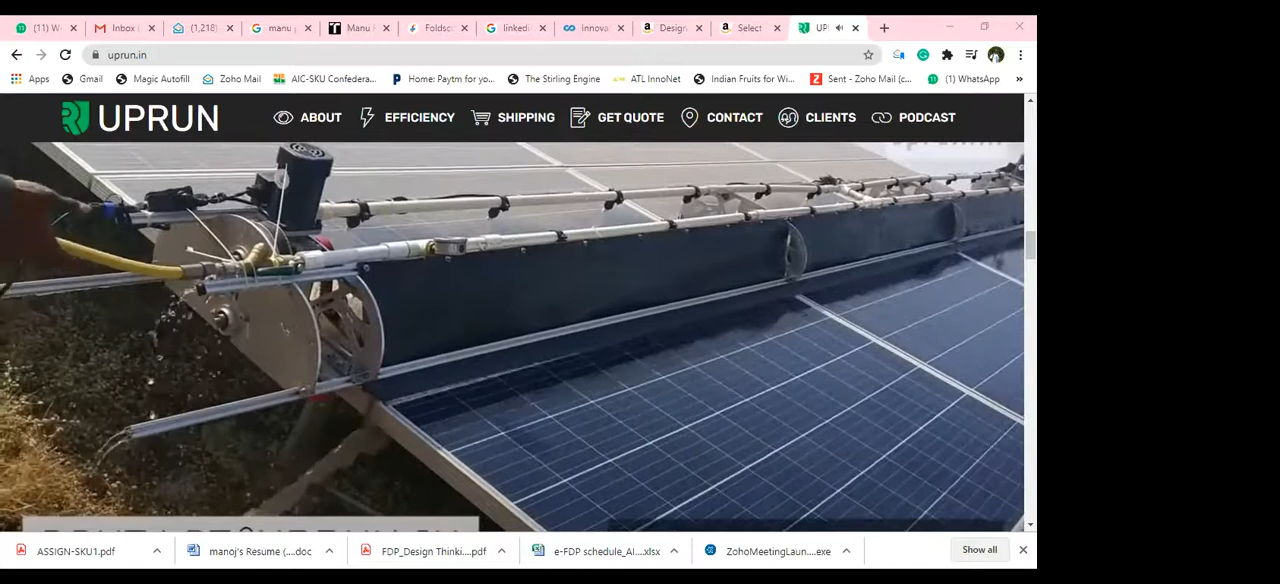 (11) W
Inbox (
(1,218)
manu p
Manu
Foldsc
linkedi
Innova
Design
Select
UP
uprun.in
Apps
Gmail
Magic Autofill
Zoho Mail
AIC-SKU Confedera...
Home: Paytm for yo...
The Stirling Engine
ATL InnoNet
Indian Fruits for Wi...
Sent - Zoho Mail (c...
(1) WhatsApp
»
UPRUN
ABOUT
EFFICIENCY
SHIPPING
GET QUOTE
CONTACT
CLIENTS
PODCAST
ASSIGN-SKU1.pdf
manoj's Resume (....doc
FDP_Design Thinki....pdf
e-FDP schedule_AI....xlsx
ZohoMeetingLaun....exe
Show all